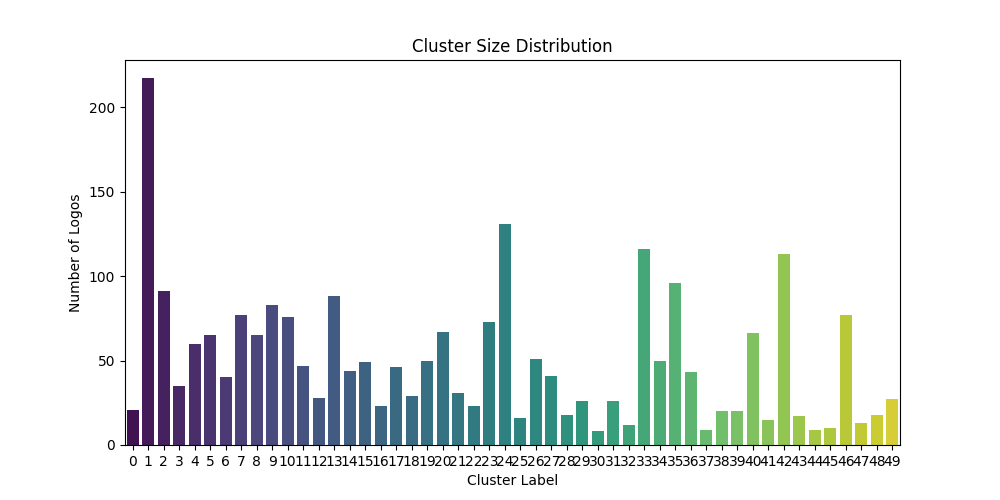 Cluster Size Distribution
Number of Logos
200
150
100
50
0
0 1 2 3 4 5 6 7 8 9 10 11 12 13 14 15 16 17 18 19 20 21 22 23 24 25 26 27 28 29 30 31 32 33 34 35 36 37 38 39 40 41 42 43 44 45 46 47 48 49
Cluster Label